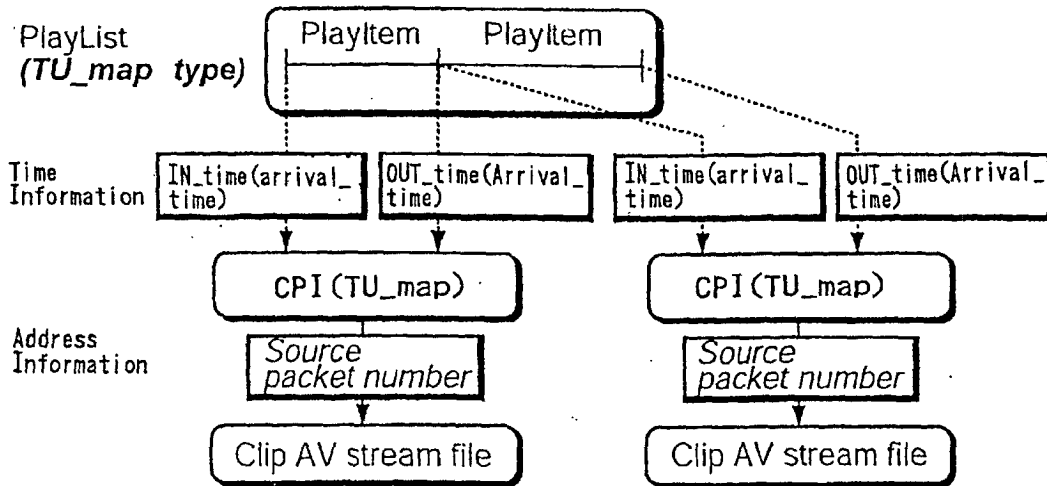 PlayList
(TU_map type)
PlayItem PlayItem
Time
Information
IN_time(arrival_
time)
OUT_time(Arrival_
time)
IN_time(arrival_
time)
OUT_time(Arrival_
time)
CPI(TU_map)
CPI(TU_map)
Address
Information
Source
packet number
Source
packet number
Clip AV stream file
Clip AV stream file